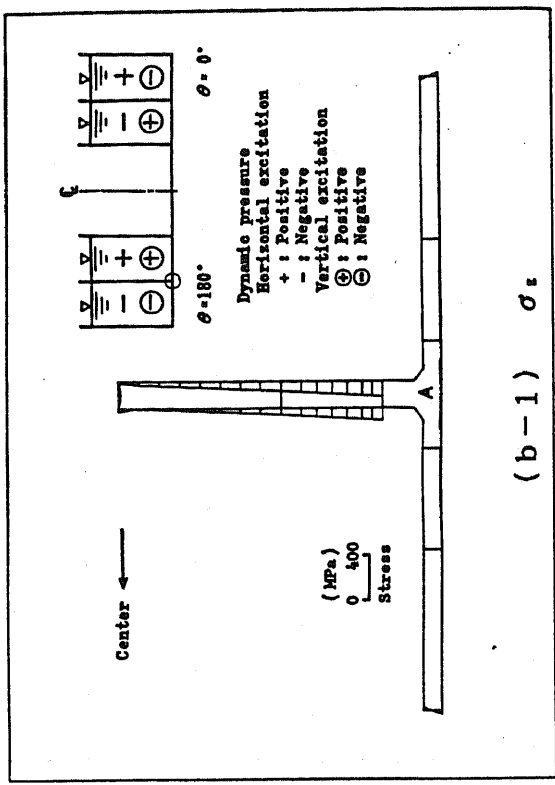 ℄
+ − + −
⊖ ⊕ ⊕ ⊖
θ=180° θ= 0°
Dynamic pressure
Horizontal excitation
+ : Positive
− : Negative
Vertical excitation
⊕ : Positive
⊖ : Negative
Center
(MPa)
0 400
Stress
A
(b-1) σz